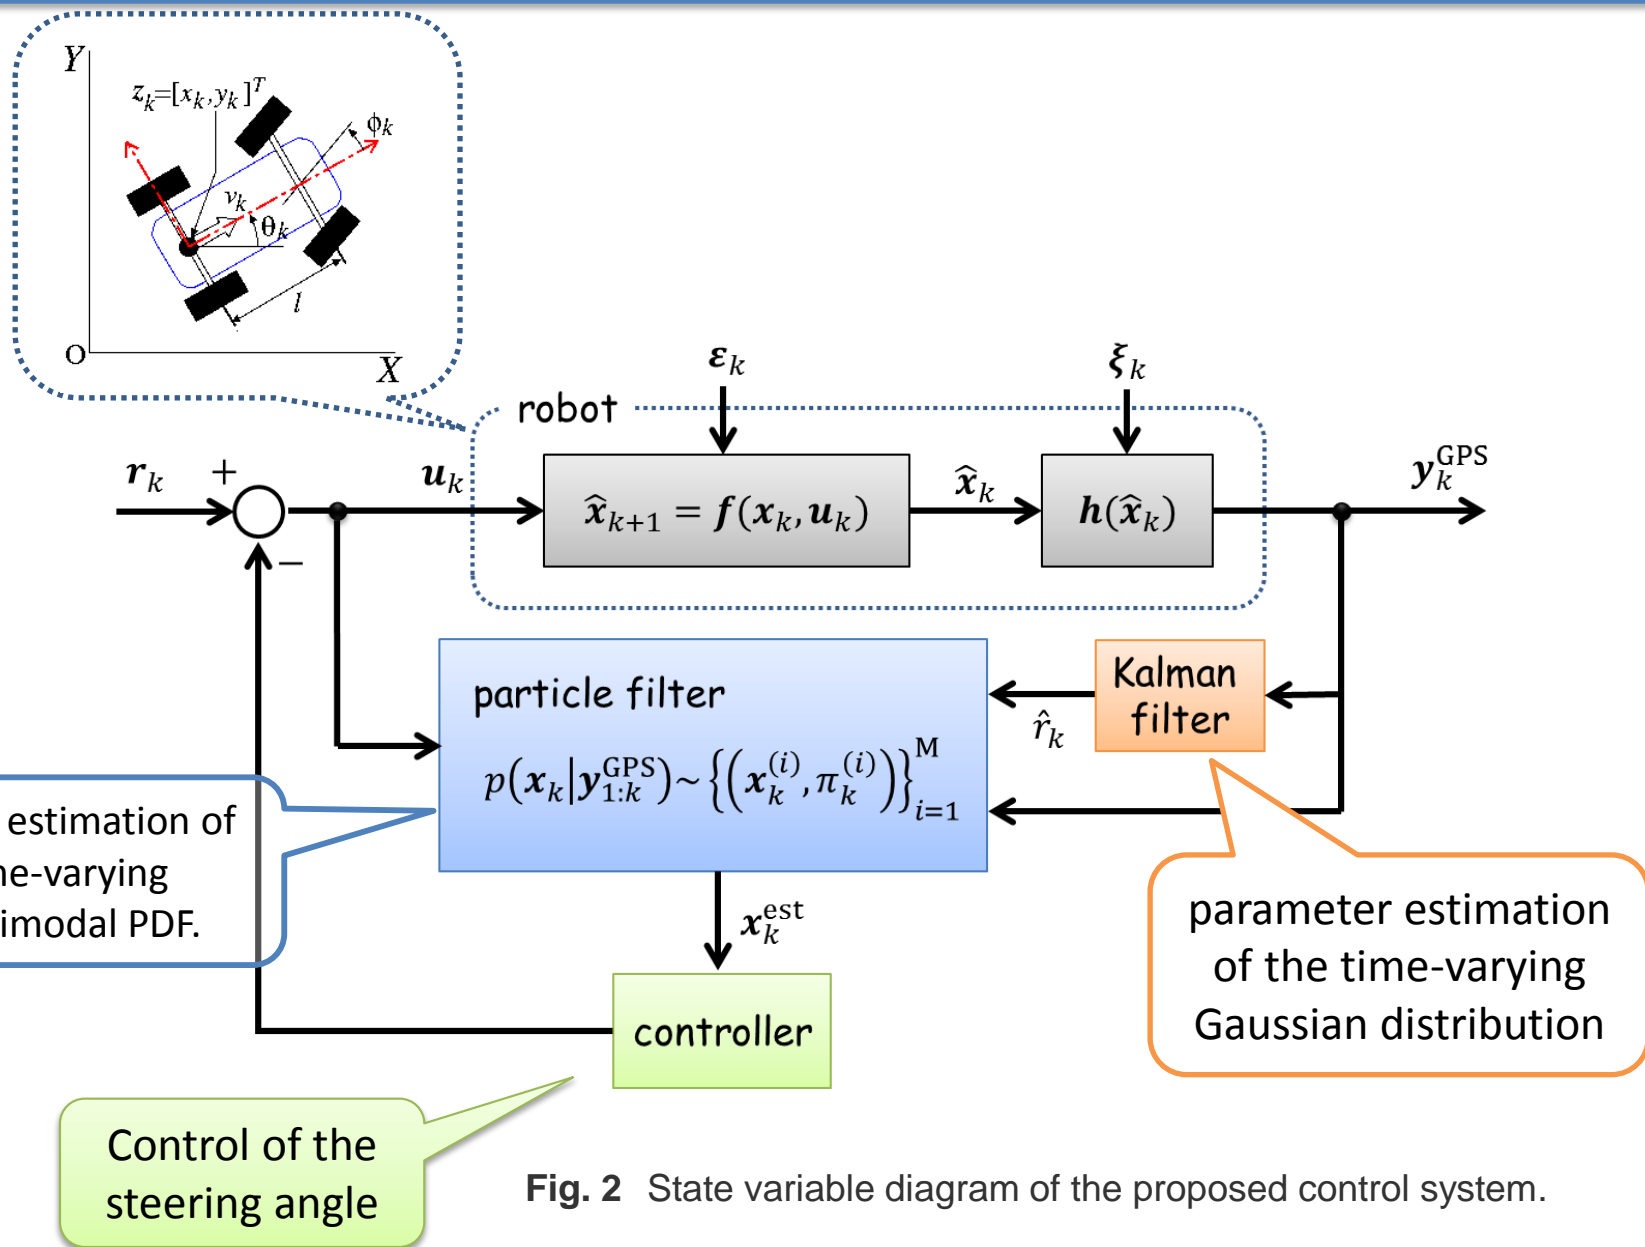 Y
z_k=[x_k,y_k]^T
ϕ_k
v_k
θ_k
l
O
X
ε_k
ξ_k
robot
r_k
+
u_k
x̂_{k+1} = f(x_k, u_k)
x̂_k
h(x̂_k)
y_k^{GPS}
−
particle filter
p(x_k|y_{1:k}^{GPS})~{(x_k^{(i)}, π_k^{(i)})}_{i=1}^{M}
r̂_k
Kalman
filter
estimation of
ne-varying
imodal PDF.
x_k^{est}
controller
parameter estimation
of the time-varying
Gaussian distribution
Control of the
steering angle
Fig. 2 State variable diagram of the proposed control system.